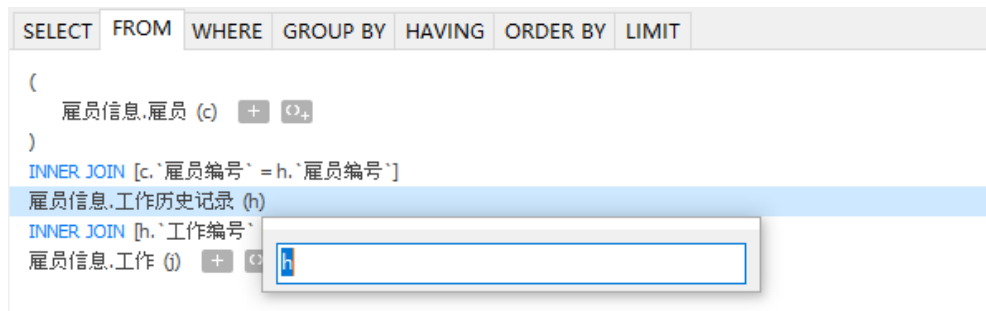 SELECT FROM WHERE GROUP BY HAVING ORDER BY LIMIT
(
雇员信息.雇员 (c)
)
INNER JOIN [c.`雇员编号` = h.`雇员编号`]
雇员信息.工作历史记录 (h)
INNER JOIN [h.`工作编号`
雇员信息.工作 (j)
h